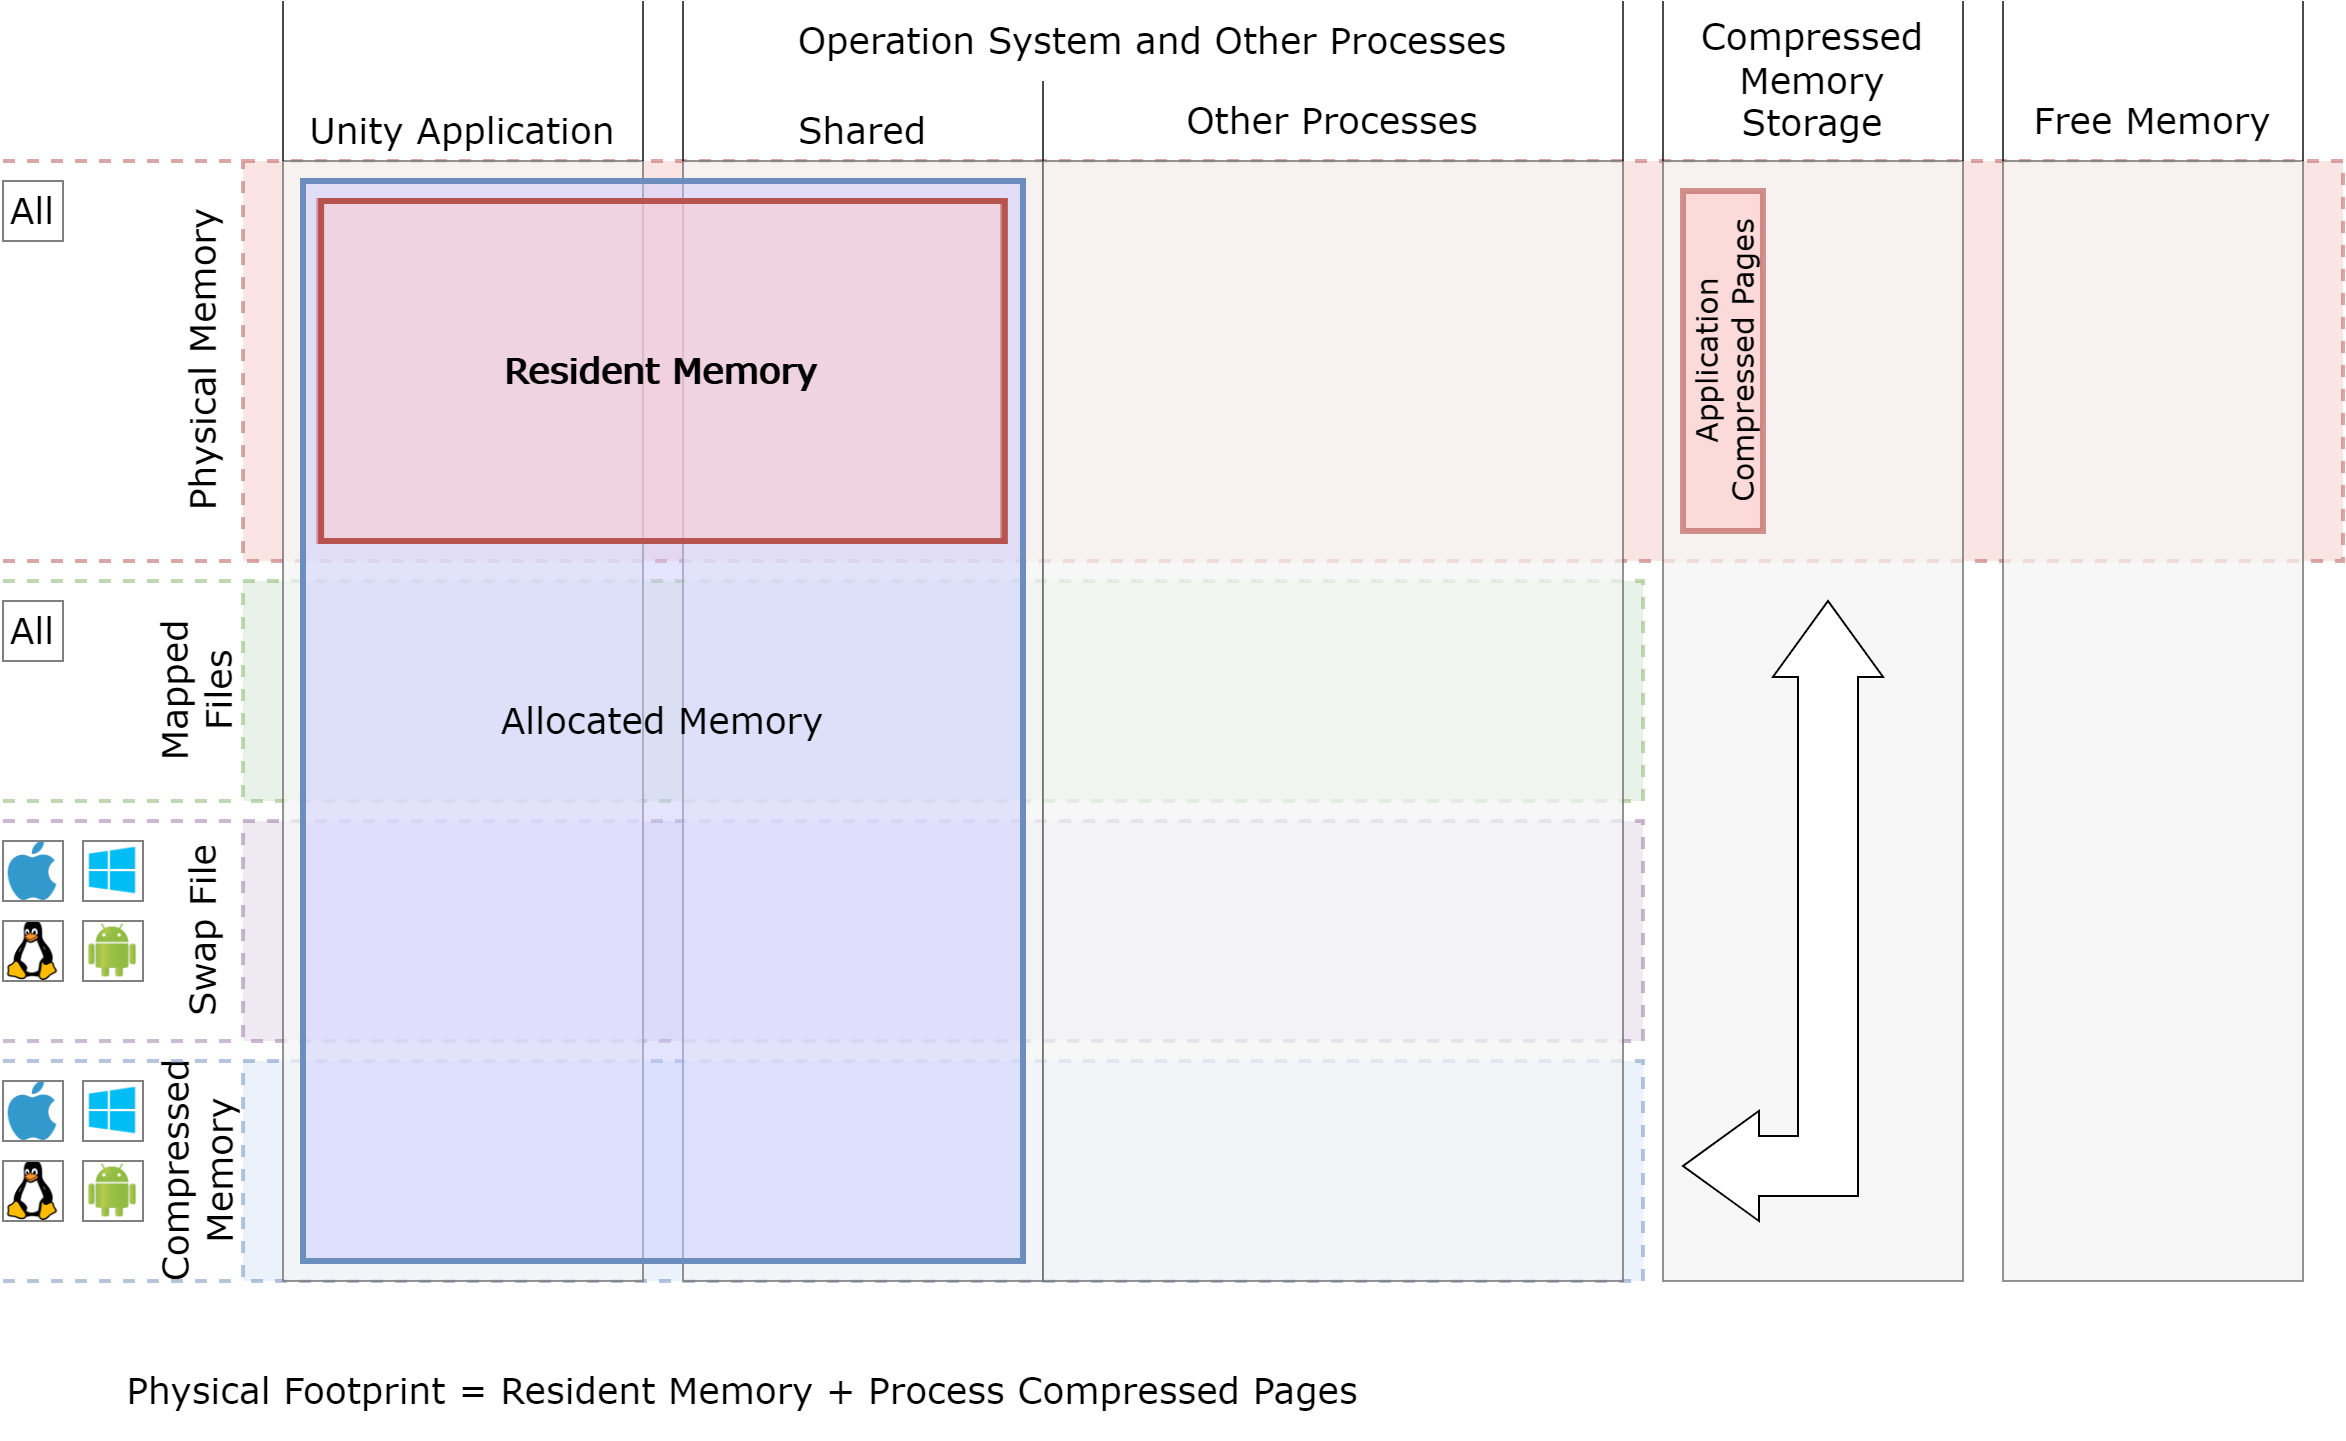 Operation System and Other Processes
Compressed
Memory
Storage
Unity Application
Shared
Other Processes
Free Memory
All
Physical Memory
Resident Memory
Application
Compressed Pages
All
Mapped
Files
Allocated Memory
Swap File
Compressed
Memory
Physical Footprint = Resident Memory + Process Compressed Pages